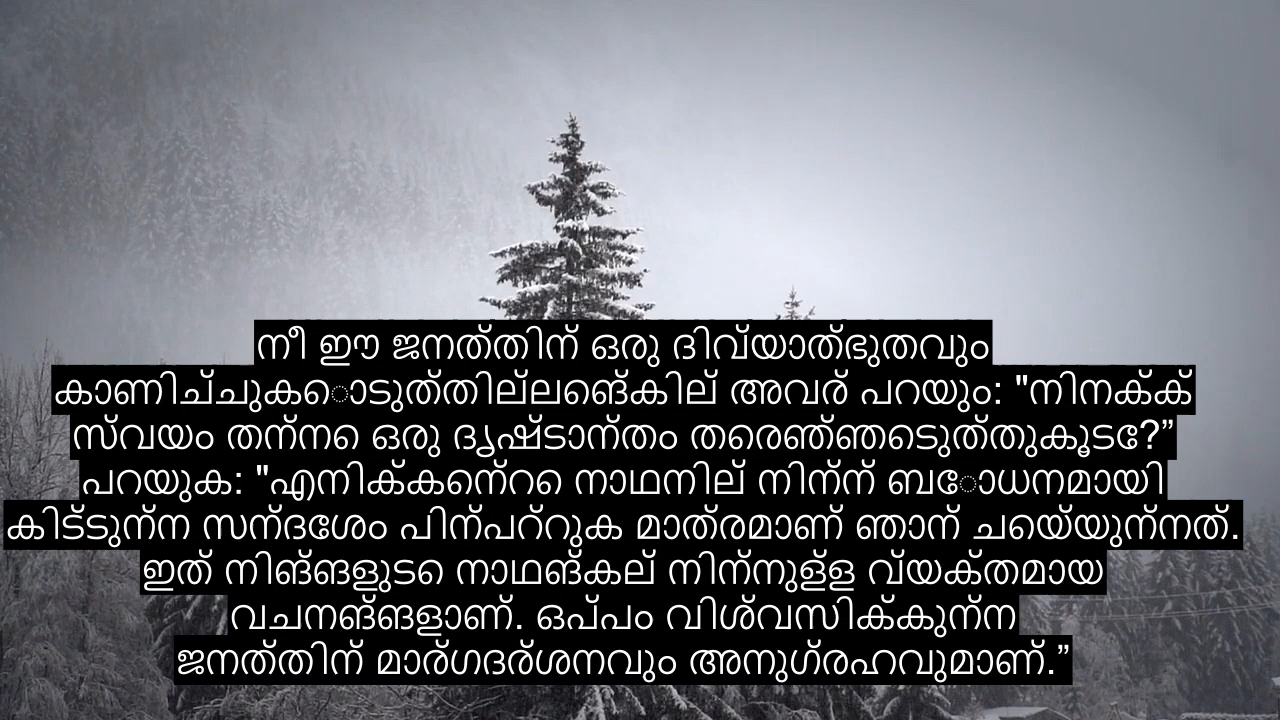 നീ ഈ ജനത്തിന് ഒരു ദിവ്യാത്ഭുതവും
കാണിച്ചുകൊടുത്തില്ലെങ്കില് അവര് പറയും: "നിനക്ക്
സ്വയം തന്നെ ഒരു ദൃഷ്ടാന്തം തെരഞ്ഞെടുത്തുകൂടേ?”
പറയുക: "എനിക്കെന്റെ നാഥനില് നിന്ന് ബോധനമായി
കിട്ടുന്ന സന്ദേശം പിന്പറ്റുക മാത്രമാണ് ഞാന് ചെയ്യുന്നത്.
ഇത് നിങ്ങളുടെ നാഥങ്കല് നിന്നുള്ള വ്യക്തമായ
വചനങ്ങളാണ്. ഒപ്പം വിശ്വസിക്കുന്ന
ജനത്തിന് മാര്ഗദര്ശനവും അനുഗ്രഹവുമാണ്.”